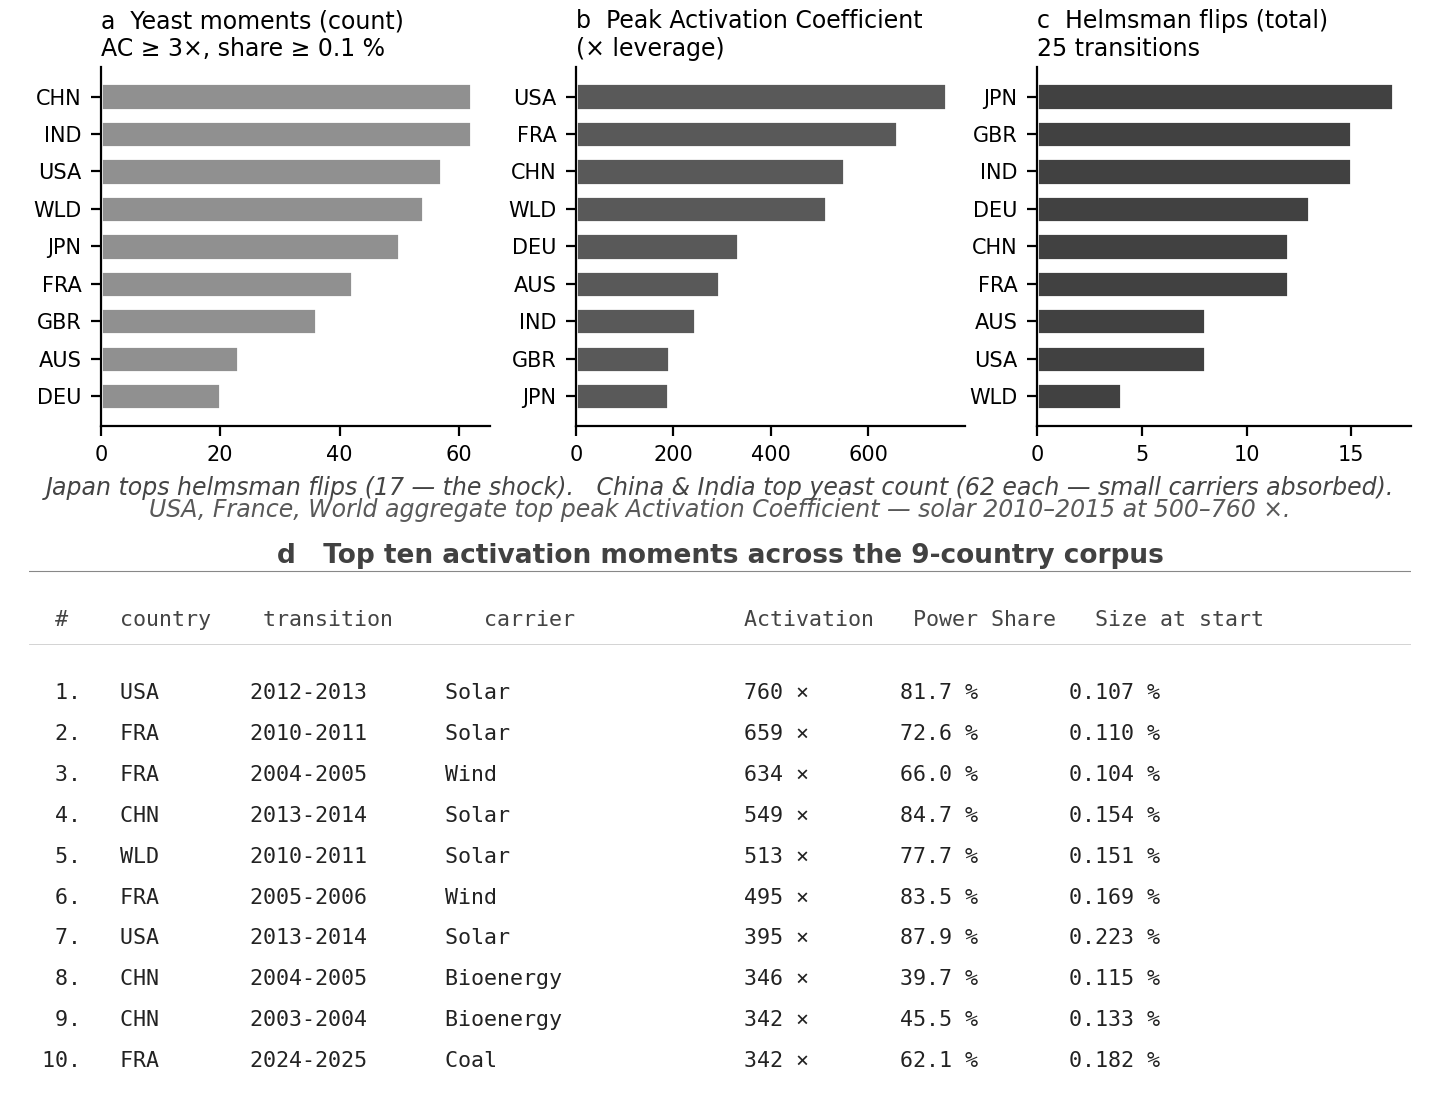 a  Yeast moments (count)
AC ≥ 3×, share ≥ 0.1 %
CHN
IND
USA
WLD
JPN
FRA
GBR
AUS
DEU
0 20 40 60
b  Peak Activation Coefficient
(× leverage)
USA
FRA
CHN
WLD
DEU
AUS
IND
GBR
JPN
0 200 400 600
c  Helmsman flips (total)
25 transitions
JPN
GBR
IND
DEU
CHN
FRA
AUS
USA
WLD
0 5 10 15
Japan tops helmsman flips (17 — the shock).   China & India top yeast count (62 each — small carriers absorbed).
USA, France, World aggregate top peak Activation Coefficient — solar 2010–2015 at 500–760 ×.
d   Top ten activation moments across the 9-country corpus
# country transition carrier Activation Power Share Size at start
1. USA 2012-2013 Solar 760 × 81.7 % 0.107 %
2. FRA 2010-2011 Solar 659 × 72.6 % 0.110 %
3. FRA 2004-2005 Wind 634 × 66.0 % 0.104 %
4. CHN 2013-2014 Solar 549 × 84.7 % 0.154 %
5. WLD 2010-2011 Solar 513 × 77.7 % 0.151 %
6. FRA 2005-2006 Wind 495 × 83.5 % 0.169 %
7. USA 2013-2014 Solar 395 × 87.9 % 0.223 %
8. CHN 2004-2005 Bioenergy 346 × 39.7 % 0.115 %
9. CHN 2003-2004 Bioenergy 342 × 45.5 % 0.133 %
10. FRA 2024-2025 Coal 342 × 62.1 % 0.182 %